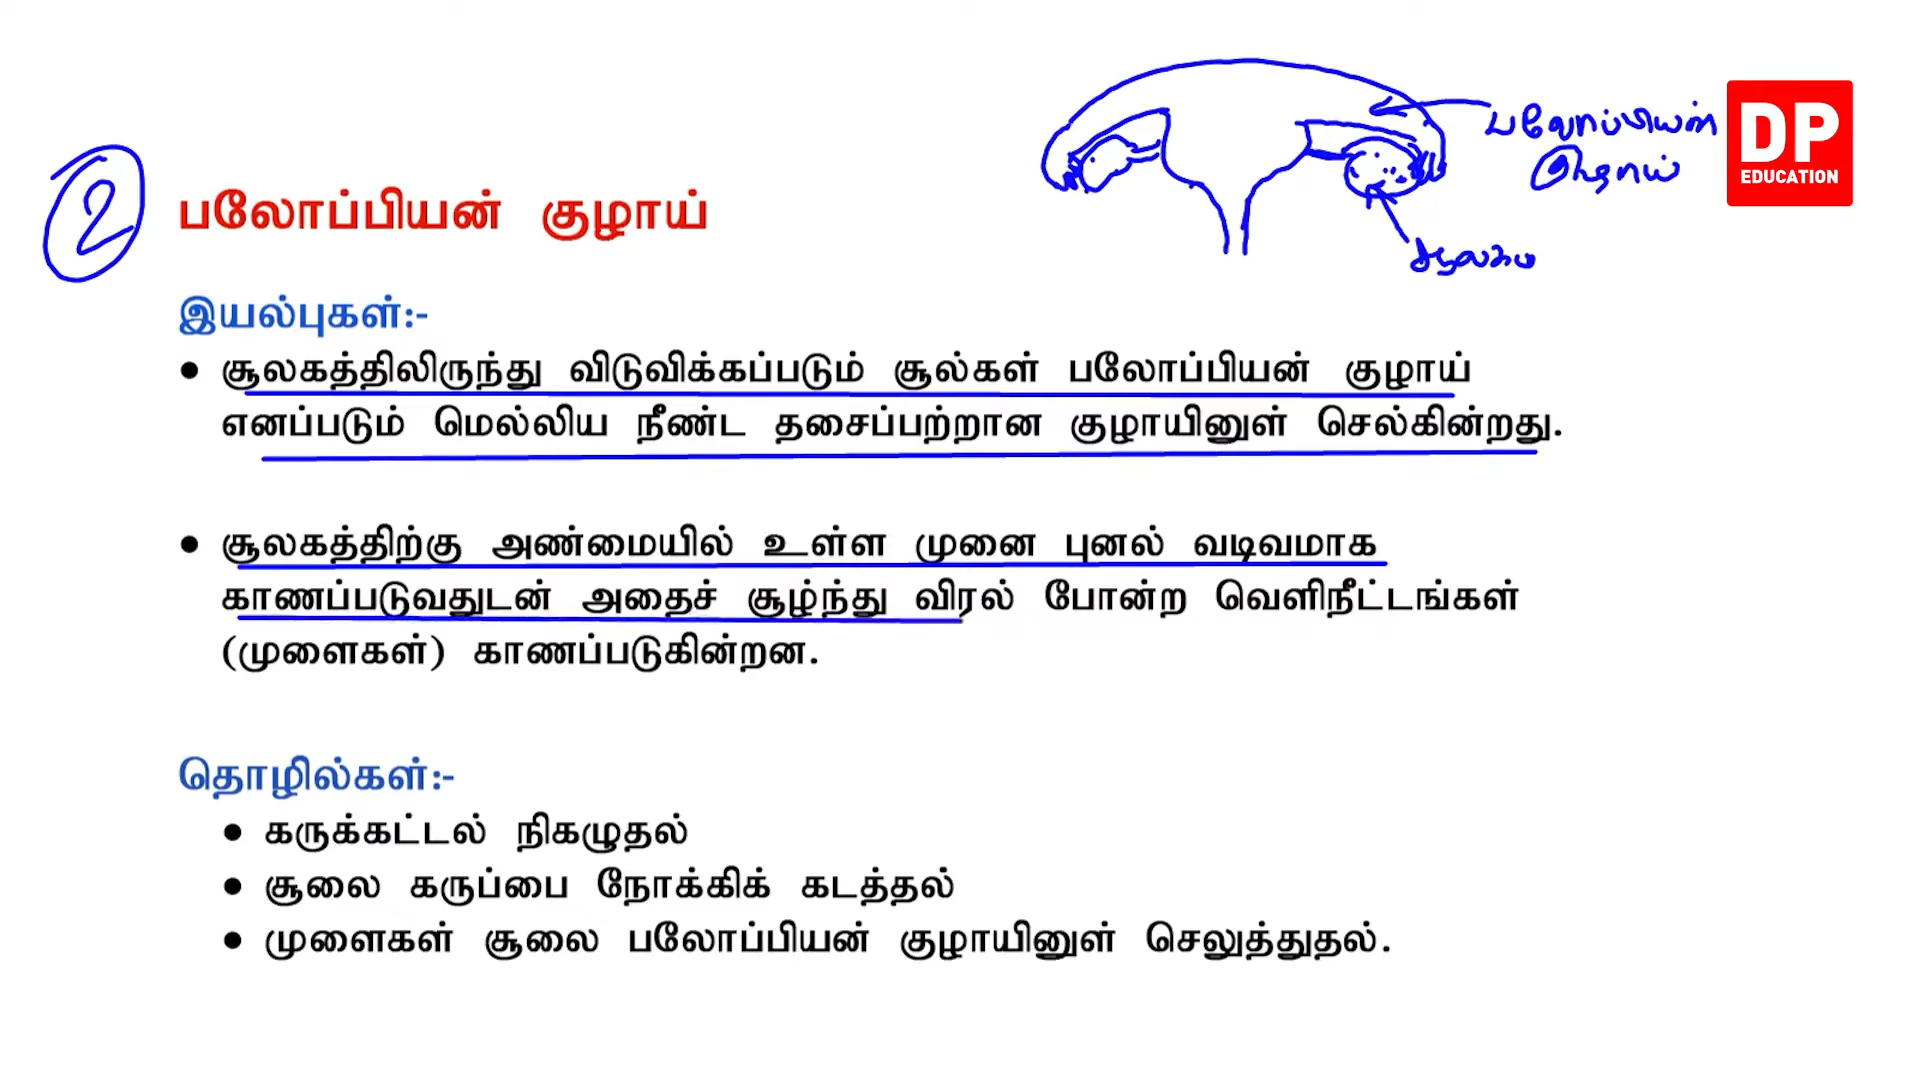 பலோப்பியன்
குழாய்
DP
EDUCATION
சூலகம்
2
பலோப்பியன் குழாய்
இயல்புகள்:-
• சூலகத்திலிருந்து விடுவிக்கப்படும் சூல்கள் பலோப்பியன் குழாய்
எனப்படும் மெல்லிய நீண்ட தசைப்பற்றான குழாயினுள் செல்கின்றது.
• சூலகத்திற்கு அண்மையில் உள்ள முனை புனல் வடிவமாக
காணப்படுவதுடன் அதைச் சூழ்ந்து விரல் போன்ற வெளிநீட்டங்கள்
(முளைகள்) காணப்படுகின்றன.
தொழில்கள்:-
• கருக்கட்டல் நிகழுதல்
• சூலை கருப்பை நோக்கிக் கடத்தல்
• முளைகள் சூலை பலோப்பியன் குழாயினுள் செலுத்துதல்.